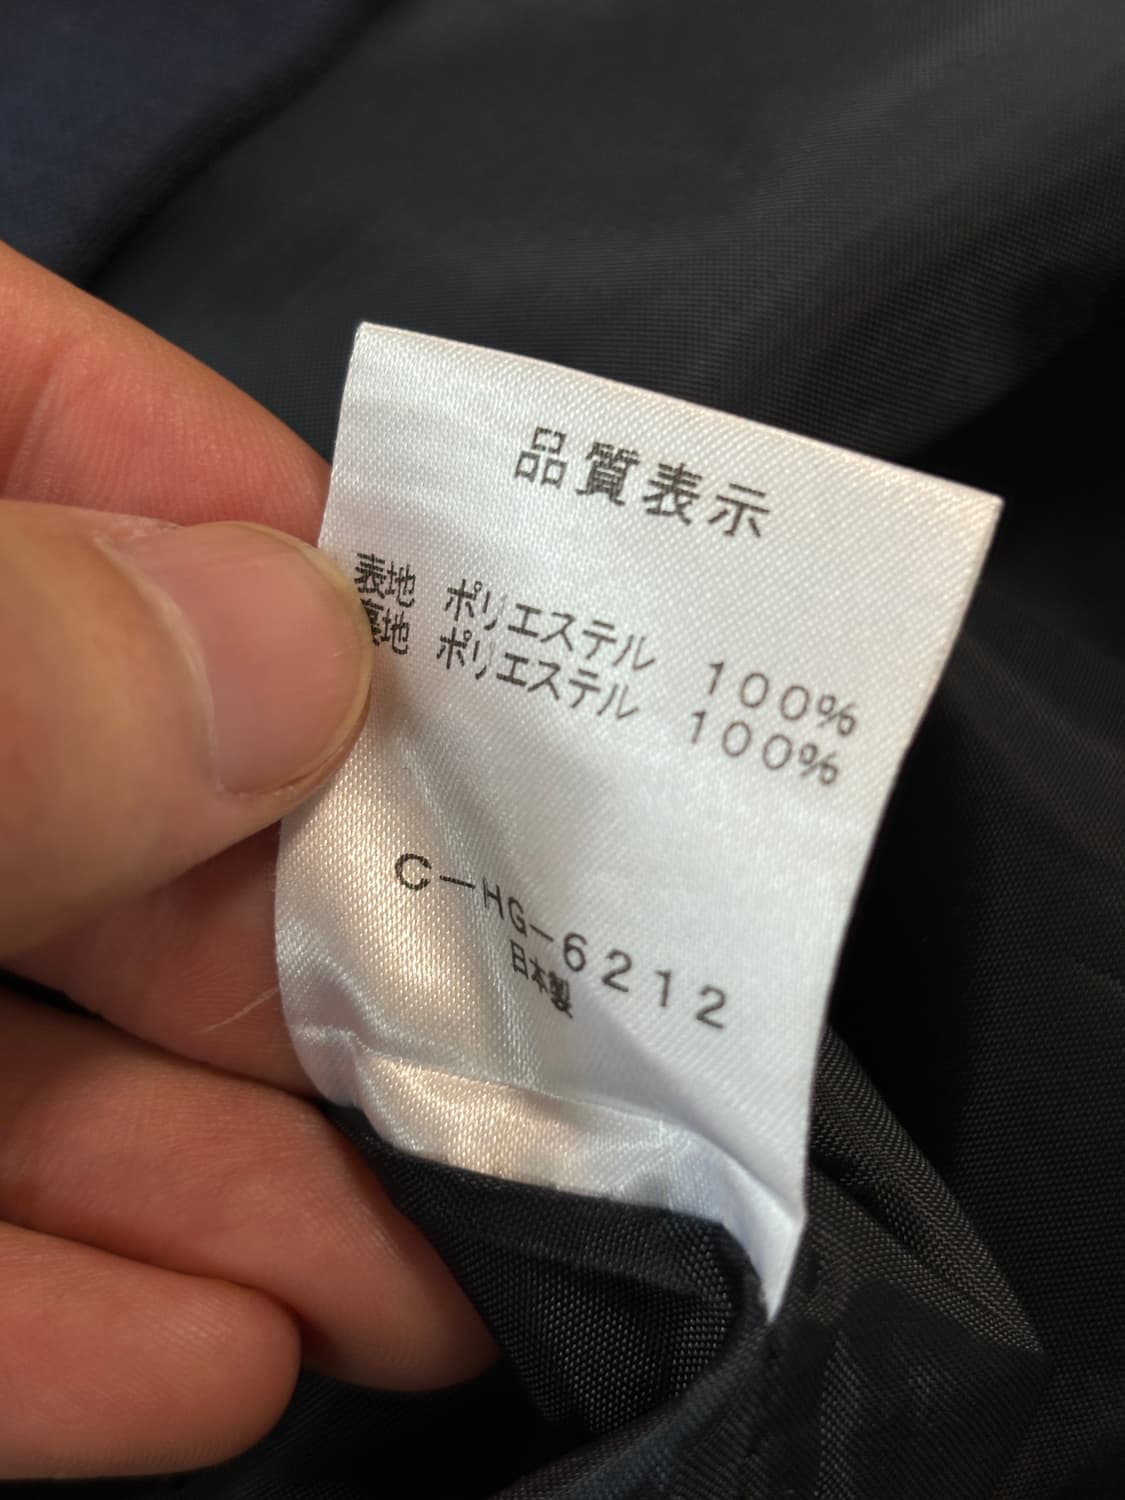 品質表示
表地 ポリエステル 100%
裏地 ポリエステル 100%
C-HG-6212
日本製